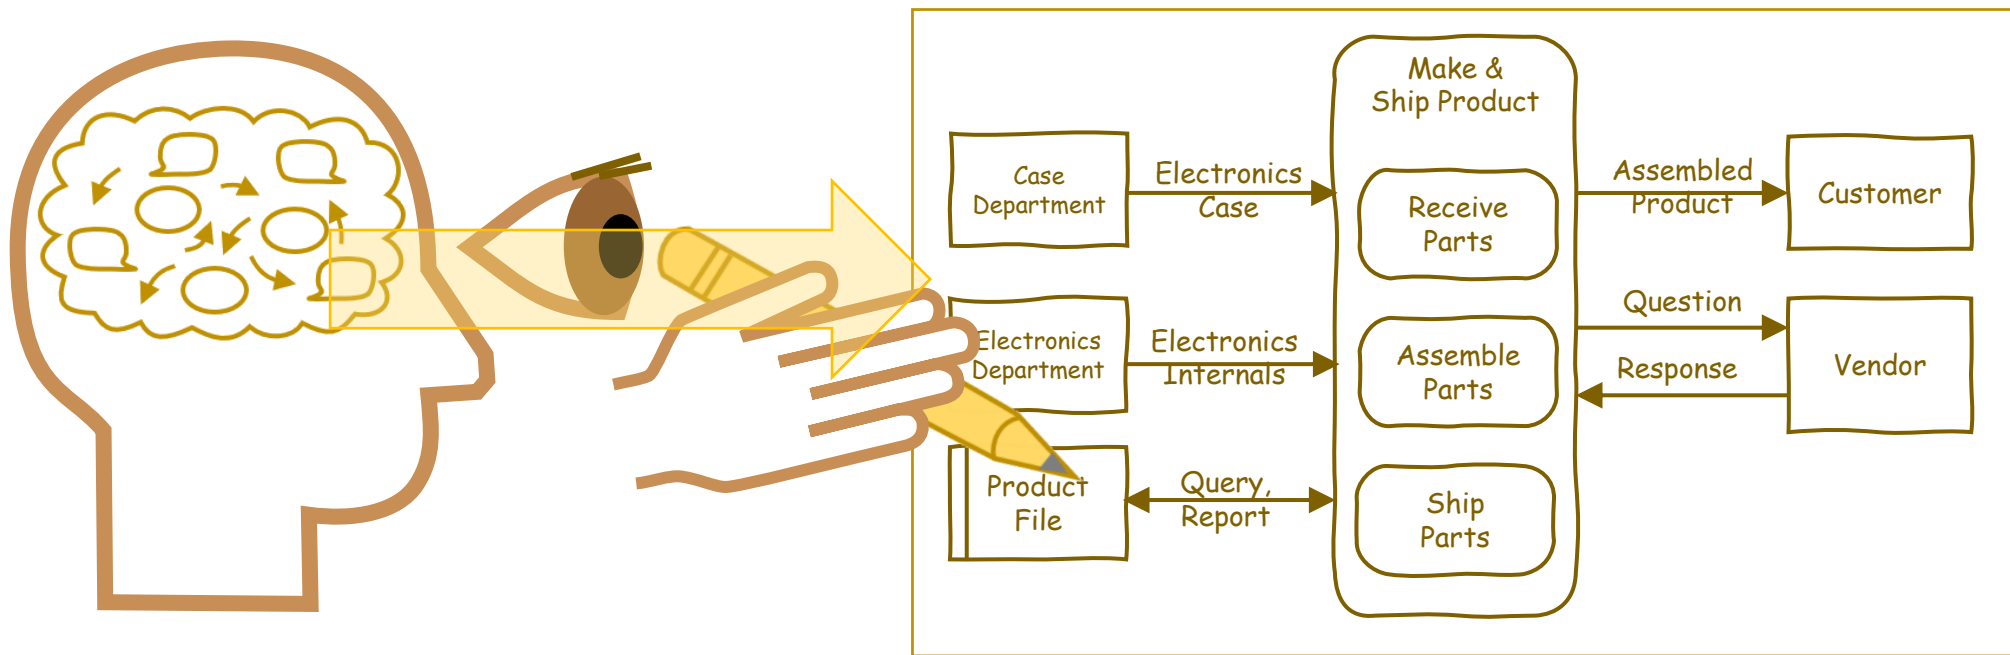 Make &
Ship Product
Case
Department
Electronics
Case
Receive
Parts
Assembled
Product
Customer
Electronics
Department
Electronics
Internals
Assemble
Parts
Question
Response
Vendor
Product
File
Query,
Report
Ship
Parts